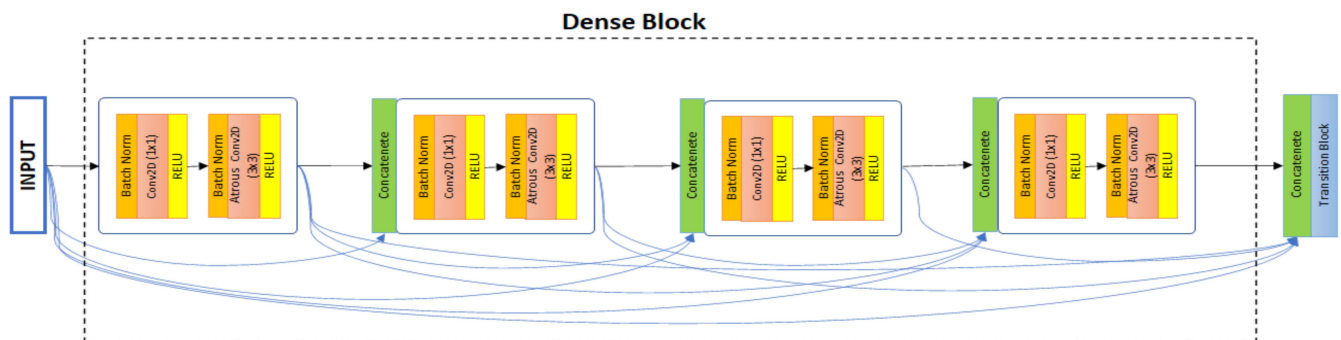 Dense Block
INPUT
Batch Norm
Conv2D (1x1)
RELU
Batch Norm
Atrous Conv2D
(3x3)
RELU
Concatenete
Batch Norm
Conv2D (1x1)
RELU
Batch Norm
Atrous Conv2D
(3x3)
RELU
Concatenete
Batch Norm
Conv2D (1x1)
RELU
Batch Norm
Atrous Conv2D
(3x3)
RELU
Concatenete
Batch Norm
Conv2D (1x1)
RELU
Batch Norm
Atrous Conv2D
(3x3)
RELU
Concatenete
Transition Block